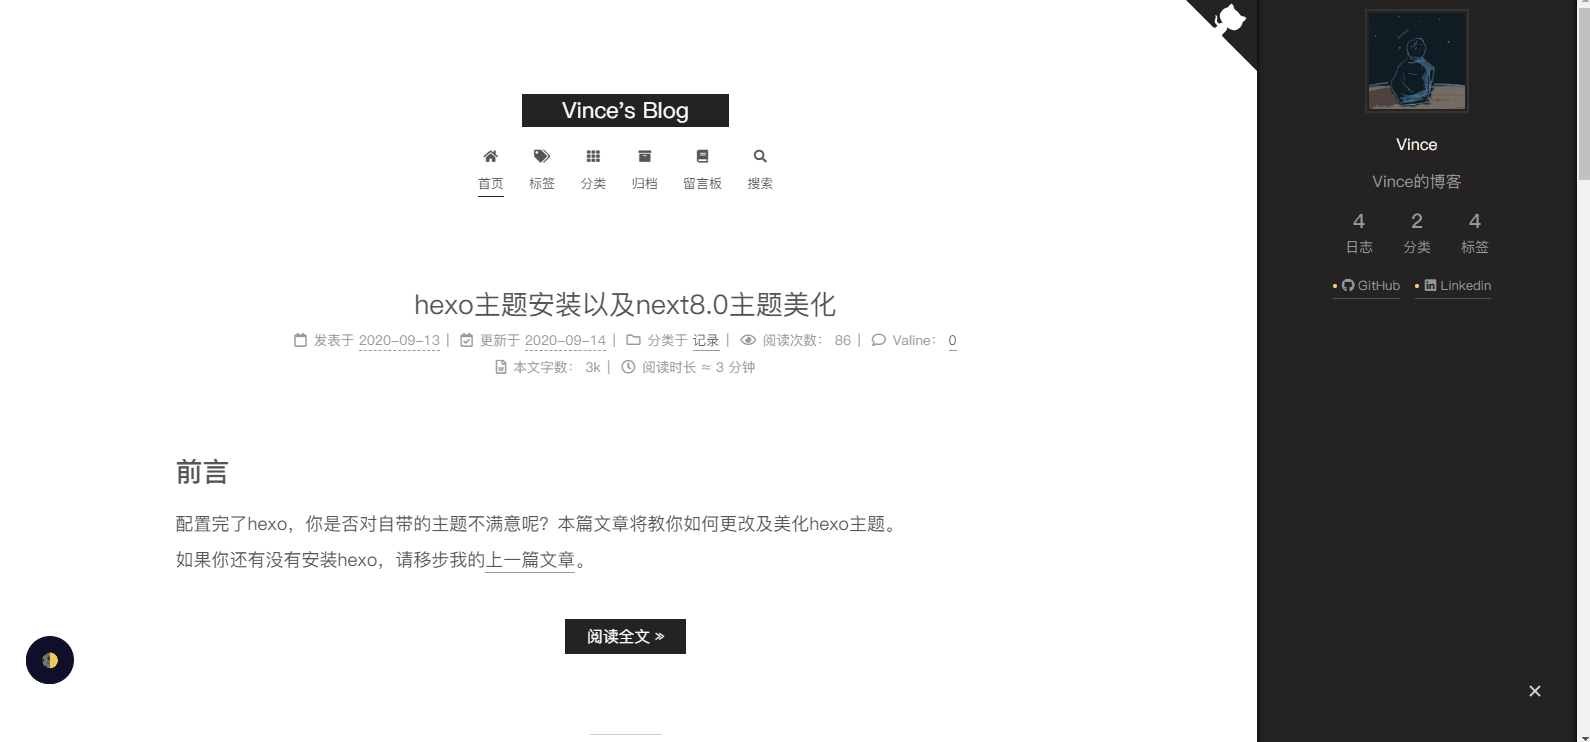 Vince's Blog
首页 标签 分类 归档 留言板 搜索
hexo主题安装以及next8.0主题美化
发表于 2020-09-13 | 更新于 2020-09-14 | 分类于 记录 | 阅读次数： 86 | Valine： 0
本文字数： 3k | 阅读时长 ≈ 3 分钟
前言
配置完了hexo，你是否对自带的主题不满意呢？本篇文章将教你如何更改及美化hexo主题。
如果你还有没有安装hexo，请移步我的上一篇文章。
阅读全文 »
Vince
Vince的博客
4 2 4
日志 分类 标签
GitHub Linkedin